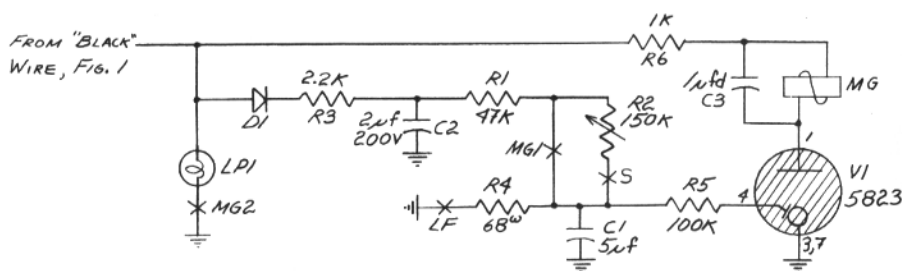 FROM "BLACK"
WIRE, FIG. 1
1K
R6
1µfd
C3
MG
D1
2.2K
R3
2µf
200V
C2
R1
47K
R2
150K
MG1
S
LP1
MG2
LF
R4
68ω
C1
5µf
R5
100K
4
1
V1
5823
3,7